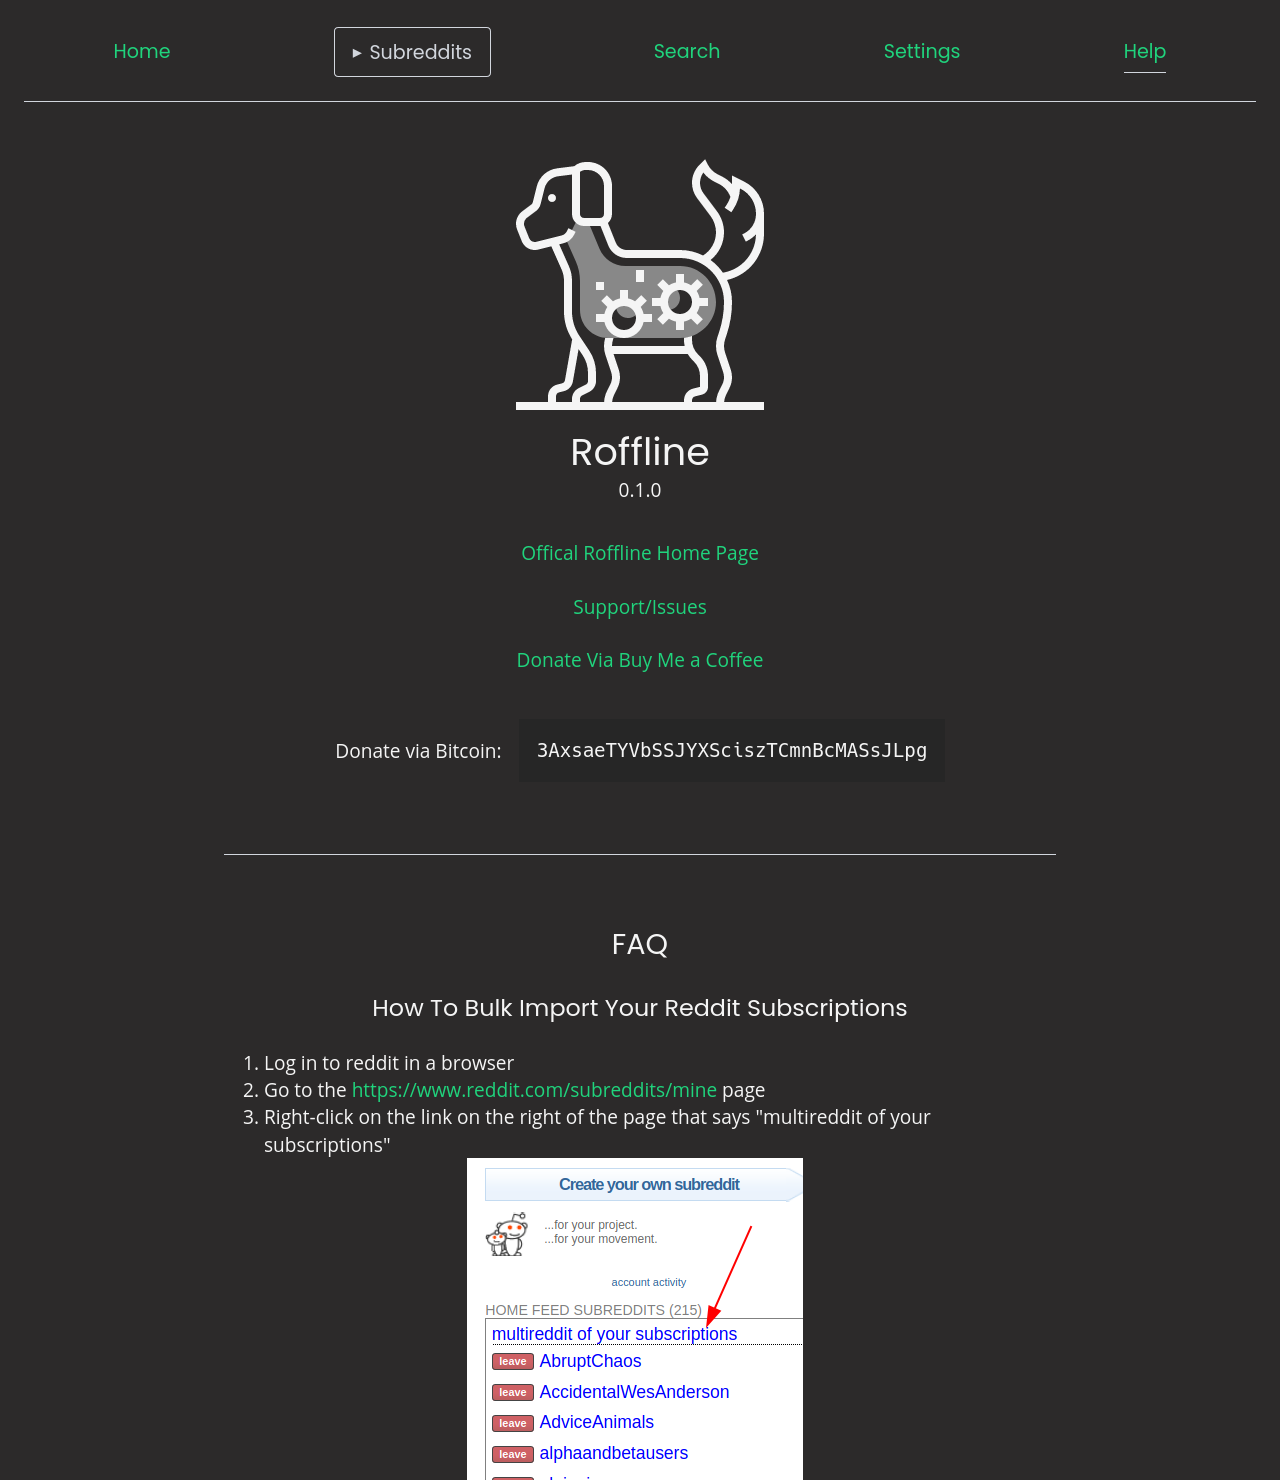 Home
▸ Subreddits
Search
Settings
Help
Roffline
0.1.0
Offical Roffline Home Page
Support/Issues
Donate Via Buy Me a Coffee
Donate via Bitcoin: 3AxsaeTYVbSSJYXSciszTCmnBcMASsJLpg
FAQ
How To Bulk Import Your Reddit Subscriptions
1. Log in to reddit in a browser
2. Go to the https://www.reddit.com/subreddits/mine page
3. Right-click on the link on the right of the page that says "multireddit of your
subscriptions"
Create your own subreddit
...for your project.
...for your movement.
account activity
HOME FEED SUBREDDITS (215)
multireddit of your subscriptions
leave AbruptChaos
leave AccidentalWesAnderson
leave AdviceAnimals
leave alphaandbetausers